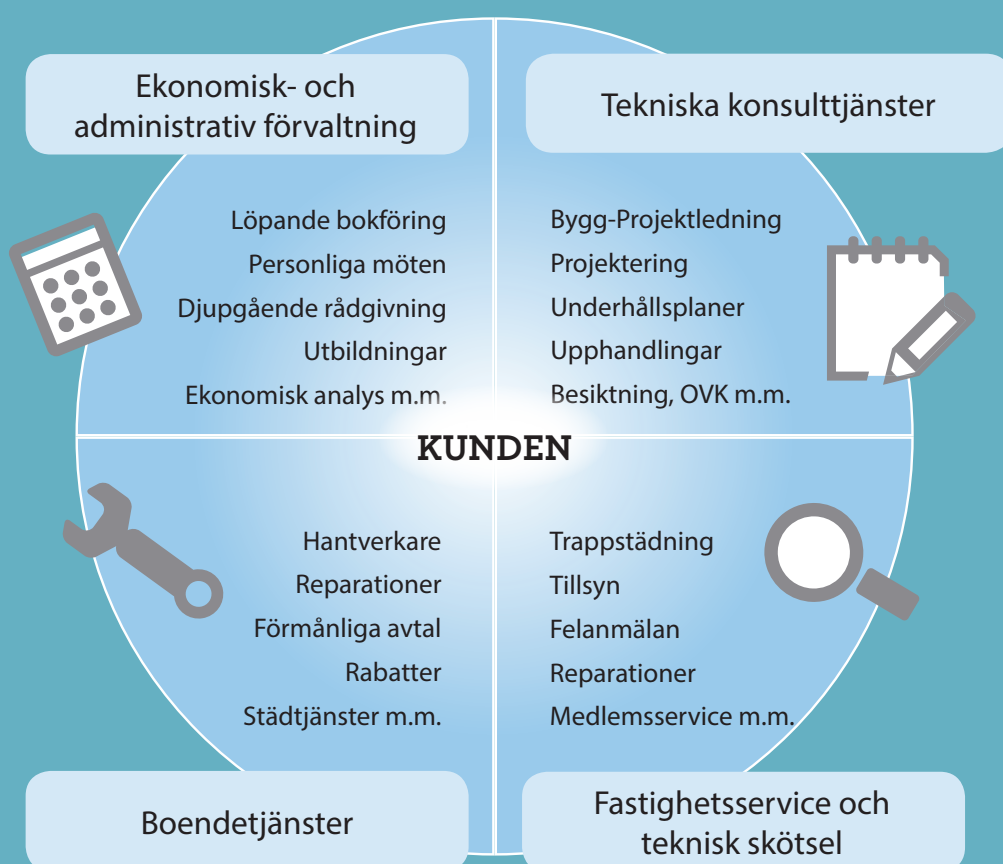 Ekonomisk- och
administrativ förvaltning
Löpande bokföring
Personliga möten
Djupgående rådgivning
Utbildningar
Ekonomisk analys m.m.
Tekniska konsulttjänster
Bygg-Projektledning
Projektering
Underhållsplaner
Upphandlingar
Besiktning, OVK m.m.
KUNDEN
Hantverkare
Reparationer
Förmånliga avtal
Rabatter
Städtjänster m.m.
Boendetjänster
Trappstädning
Tillsyn
Felanmälan
Reparationer
Medlemsservice m.m.
Fastighetsservice och
teknisk skötsel